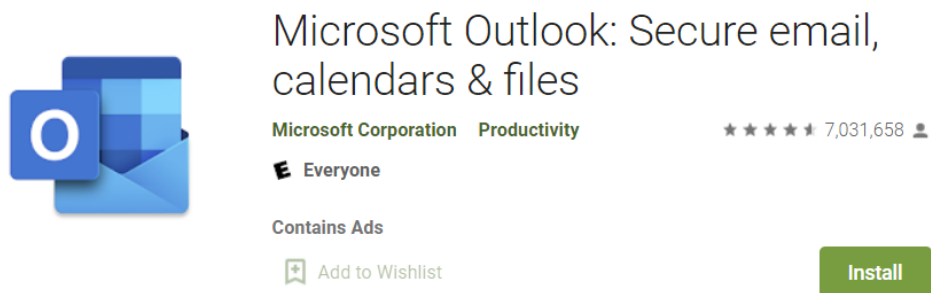 Microsoft Outlook: Secure email,
calendars & files
Microsoft Corporation Productivity 7,031,658
E Everyone
Contains Ads
Add to Wishlist
Install
O